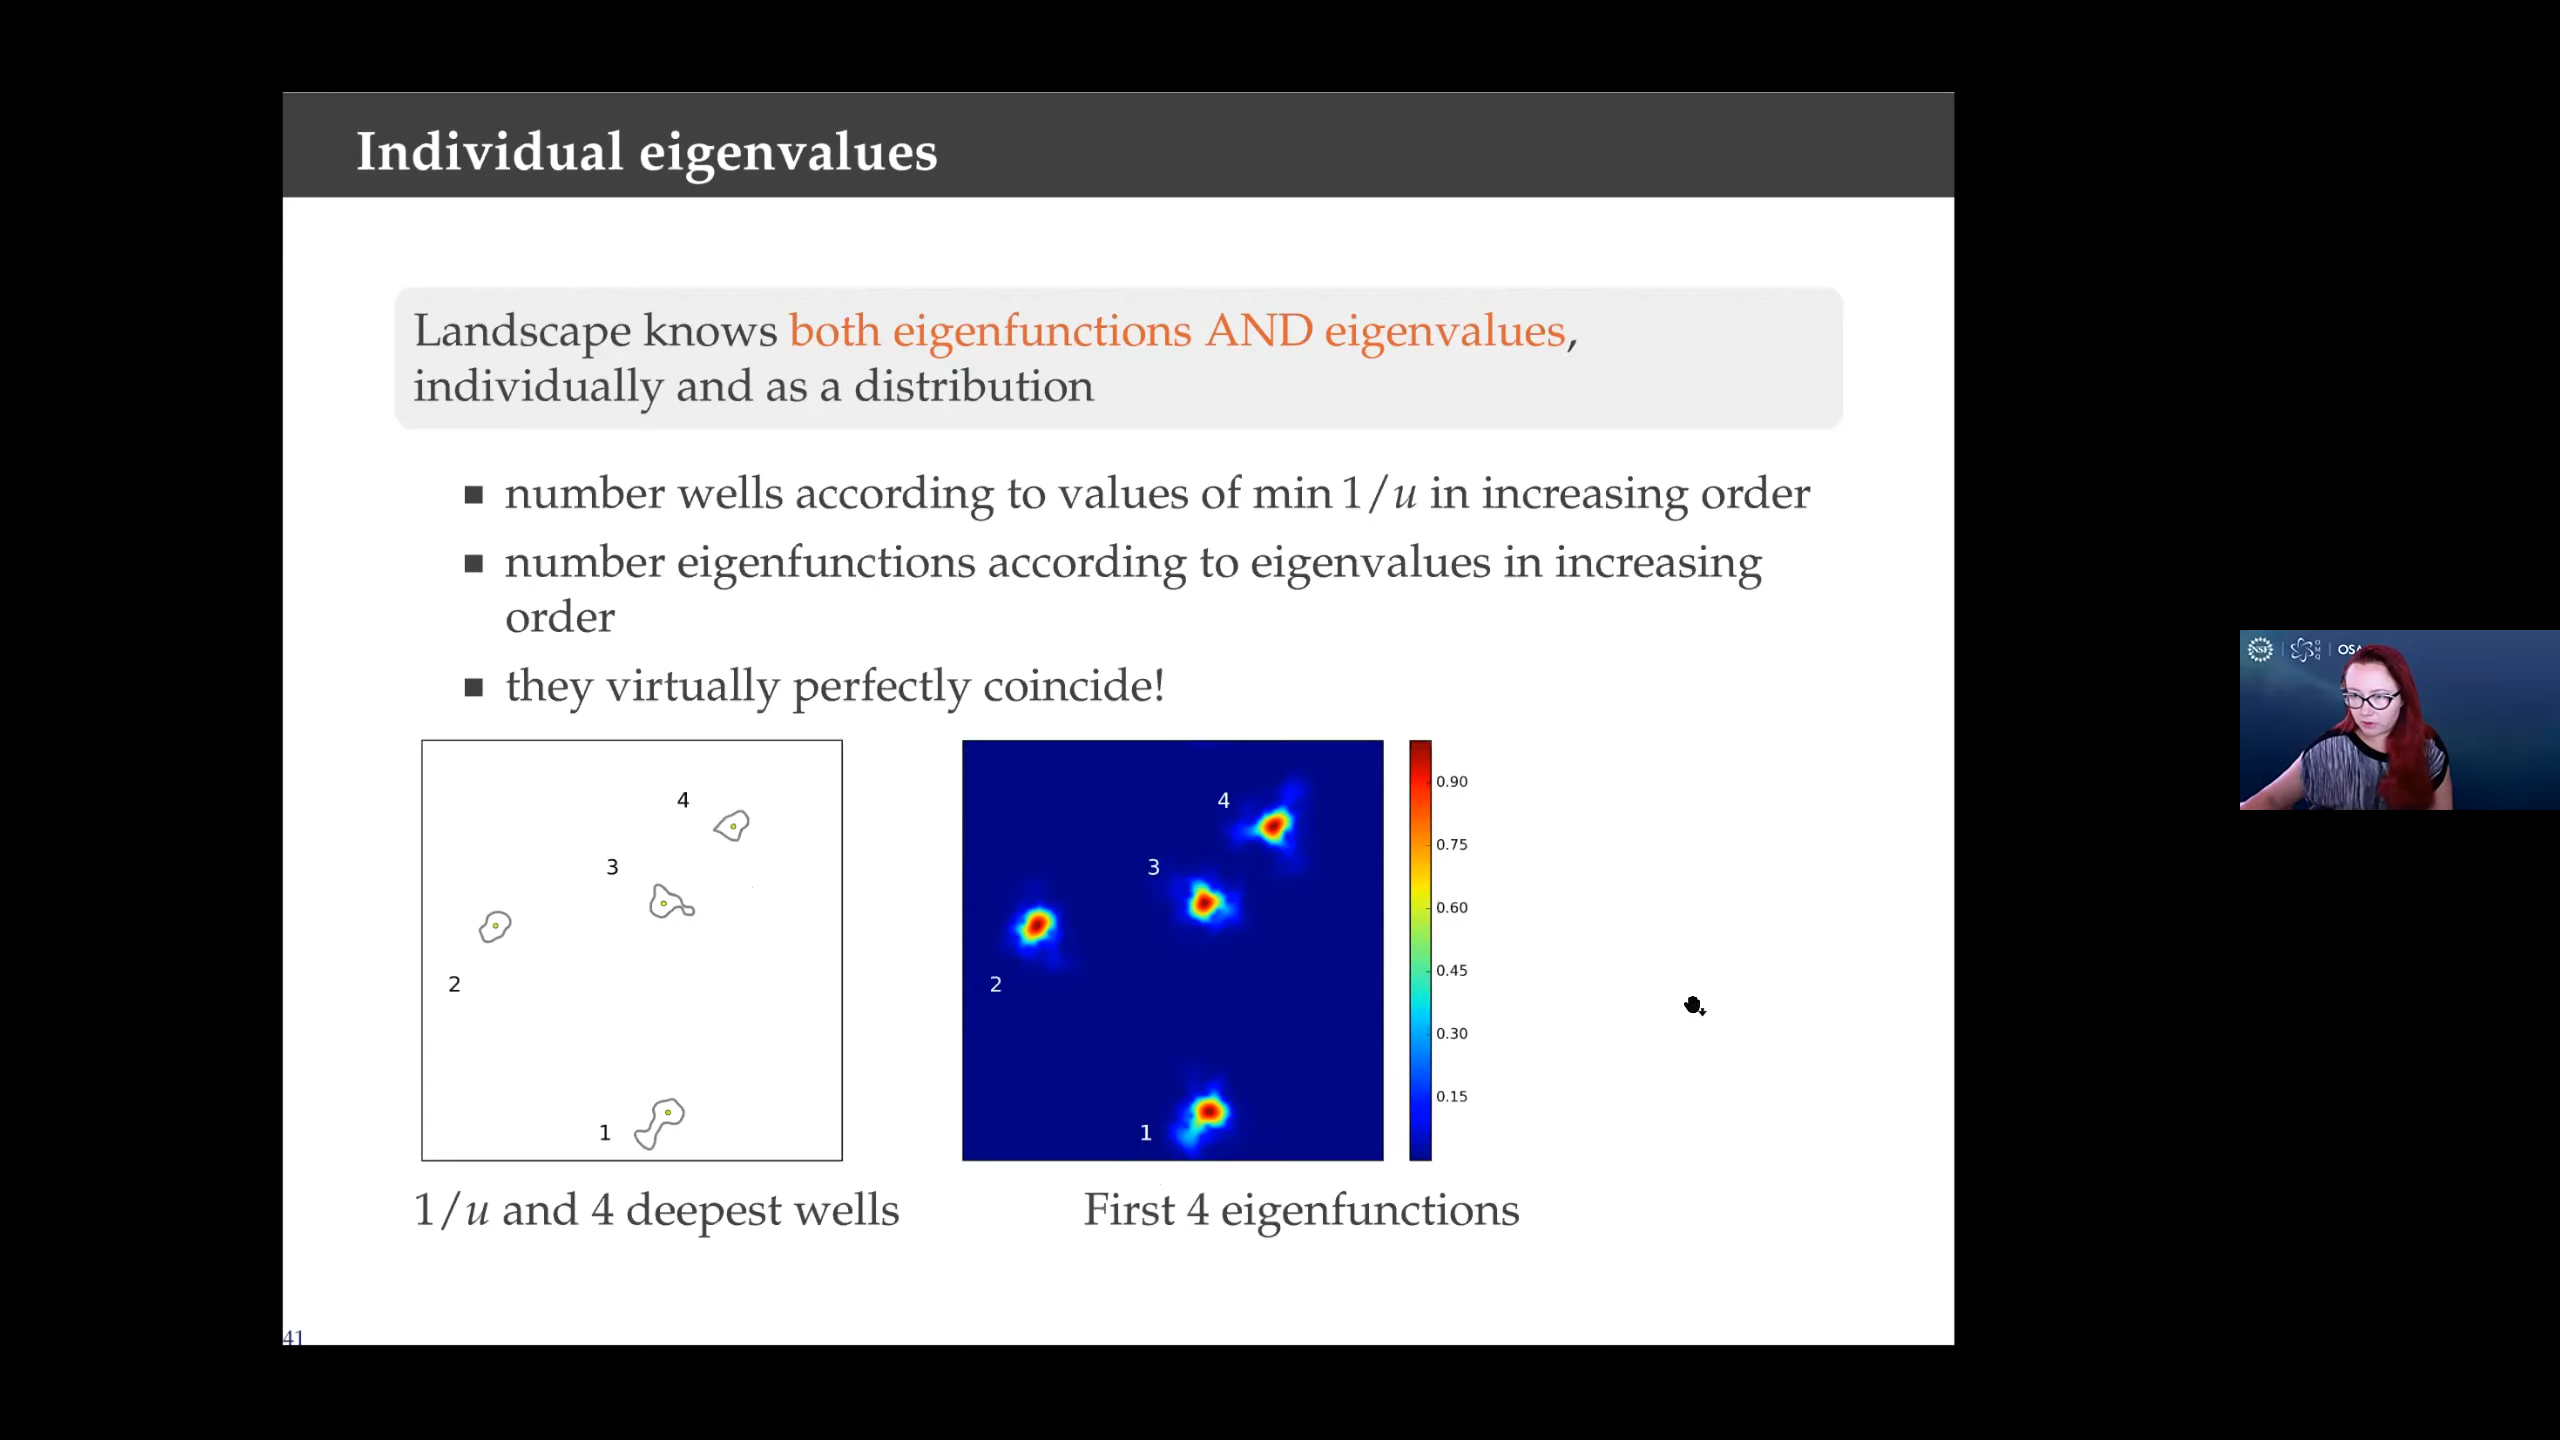 Individual eigenvalues
Landscape knows both eigenfunctions AND eigenvalues,
individually and as a distribution
■ number wells according to values of min 1/u in increasing order
■ number eigenfunctions according to eigenvalues in increasing
order
■ they virtually perfectly coincide!
4
3
2
1
4
3
2
1
0.90
0.75
0.60
0.45
0.30
0.15
1/u and 4 deepest wells
First 4 eigenfunctions
41
NSF
OSA